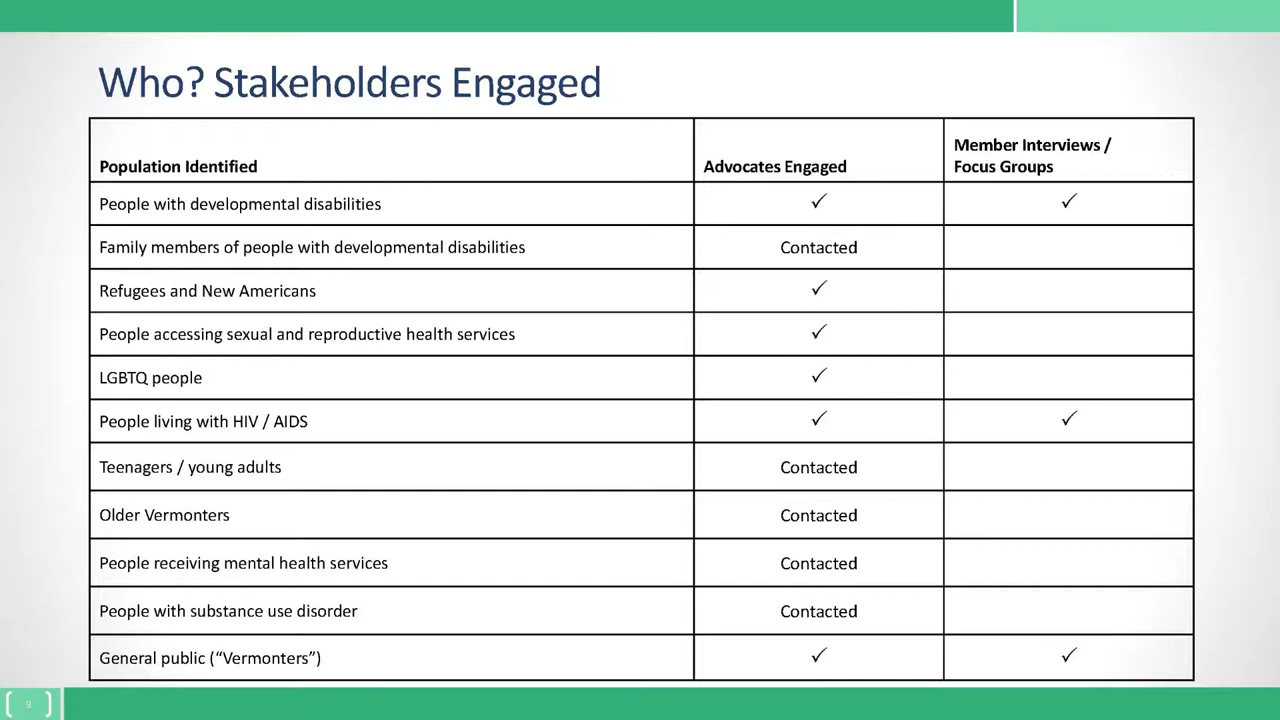 Who? Stakeholders Engaged
Population Identified
Advocates Engaged
Member Interviews /
Focus Groups
People with developmental disabilities ✓ ✓
Family members of people with developmental disabilities Contacted
Refugees and New Americans ✓
People accessing sexual and reproductive health services ✓
LGBTQ people ✓
People living with HIV / AIDS ✓ ✓
Teenagers / young adults Contacted
Older Vermonters Contacted
People receiving mental health services Contacted
People with substance use disorder Contacted
General public (“Vermonters”) ✓ ✓
9